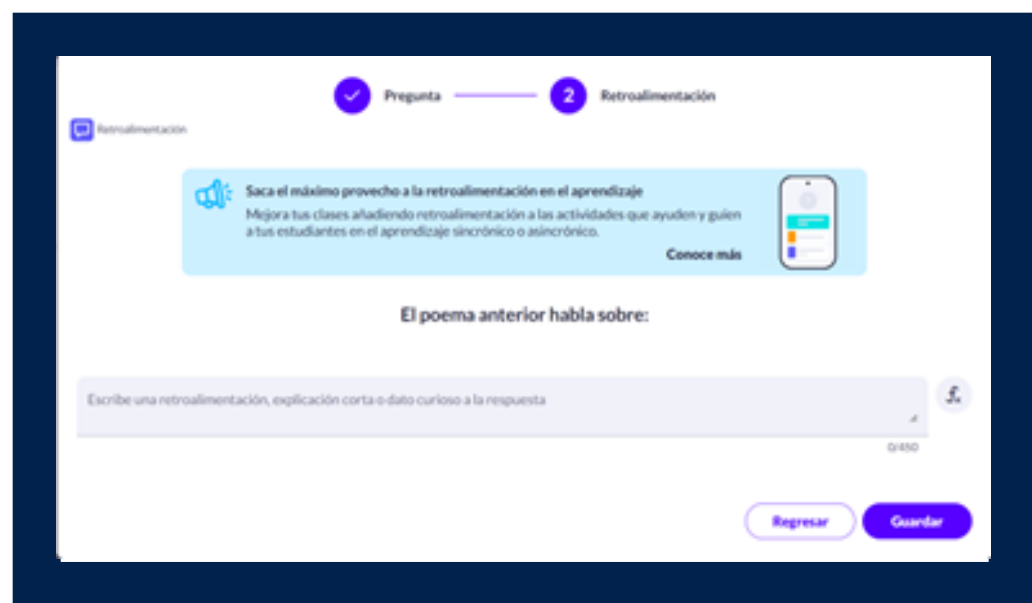 Pregunta
2
Retroalimentación
Retroalimentación
Saca el máximo provecho a la retroalimentación en el aprendizaje
Mejora tus clases añadiendo retroalimentación a las actividades que ayuden y guíen
a tus estudiantes en el aprendizaje sincrónico o asincrónico.
Conoce más
El poema anterior habla sobre:
Escribe una retroalimentación, explicación corta o dato curioso a la respuesta
0/450
Regresar
Guardar